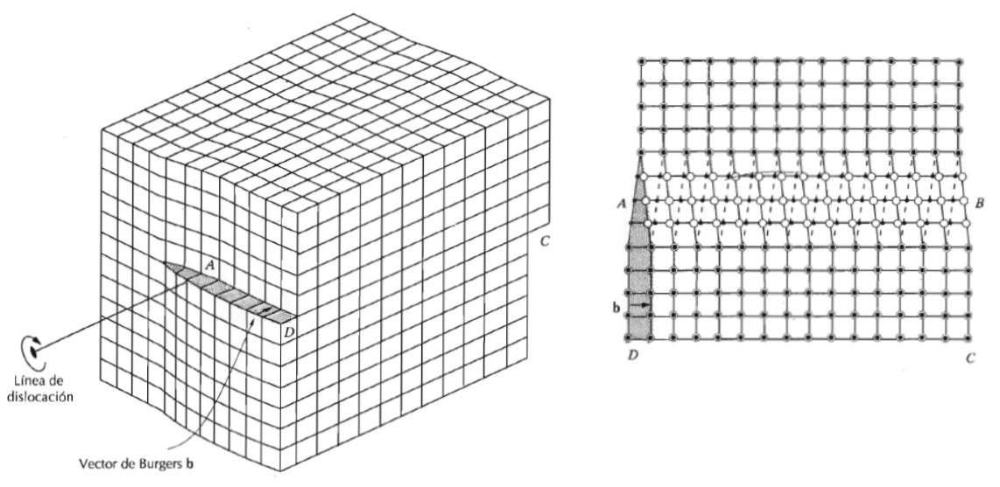 A
C
D
Línea de
dislocación
Vector de Burgers b
A
B
b
D
C